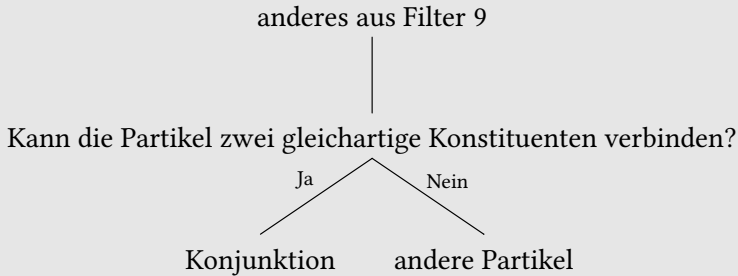 anderes aus Filter 9
Kann die Partikel zwei gleichartige Konstituenten verbinden?
Ja Nein
Konjunktion andere Partikel